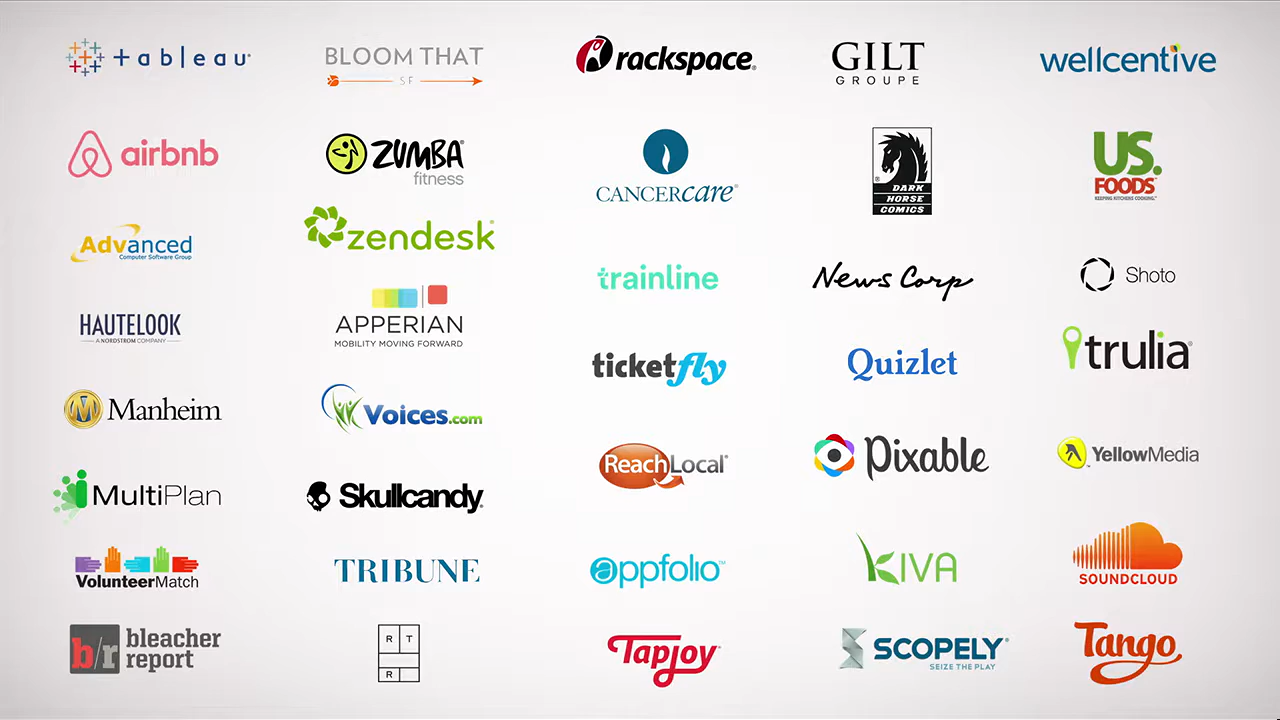 tableau
BLOOM THAT
SF
rackspace®
GILT
GROUPE
wellcentive
airbnb
ZUMBA®
fitness
CANCERcare®
DARK
HORSE
COMICS
US.
FOODS™
KEEPING KITCHENS COOKING.™
Advanced
Computer Software Group
zendesk®
trainline
News Corp
Shoto
HAUTELOOK
A NORDSTROM COMPANY
APPERIAN
MOBILITY MOVING FORWARD
ticketfly
Quizlet
trulia®
Manheim
Voices.com
ReachLocal®
Pixable
YellowMedia
MultiPlan
Skullcandy
TRIBUNE
appfolio™
KIVA
SOUNDCLOUD
VolunteerMatch
b/r
bleacher
report
R T
R
Tapjoy
SCOPELY®
SEIZE THE PLAY
Tango